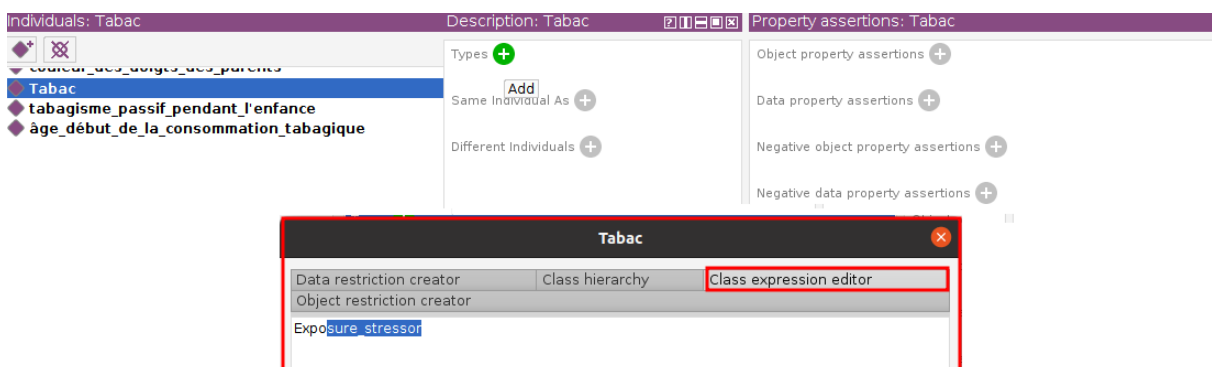 Individuals: Tabac
Description: Tabac
Property assertions: Tabac
couleur_des_doigts_des_parents
Tabac
tabagisme_passif_pendant_l'enfance
âge_début_de_la_consommation_tabagique
Types
Add
Same Individual As
Different Individuals
Object property assertions
Data property assertions
Negative object property assertions
Negative data property assertions
Tabac
Data restriction creator
Class hierarchy
Class expression editor
Object restriction creator
Exposure_stressor